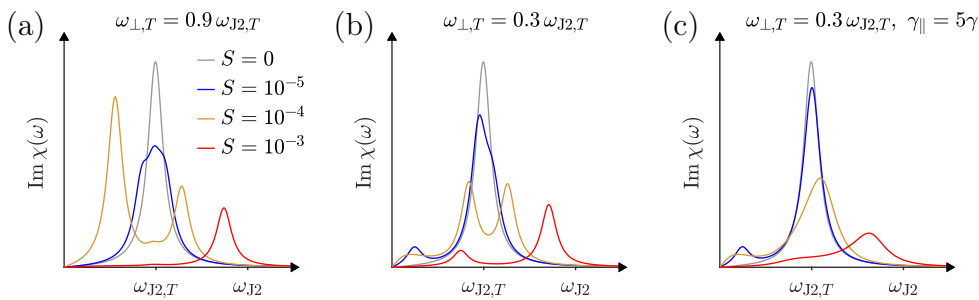 (a) ω⊥,T = 0.9 ωJ2,T
S = 0
S = 10⁻⁵
S = 10⁻⁴
S = 10⁻³
Im χ(ω)
ωJ2,T ωJ2
(b) ω⊥,T = 0.3 ωJ2,T
Im χ(ω)
ωJ2,T ωJ2
(c) ω⊥,T = 0.3 ωJ2,T, γ∥ = 5γ
Im χ(ω)
ωJ2,T ωJ2